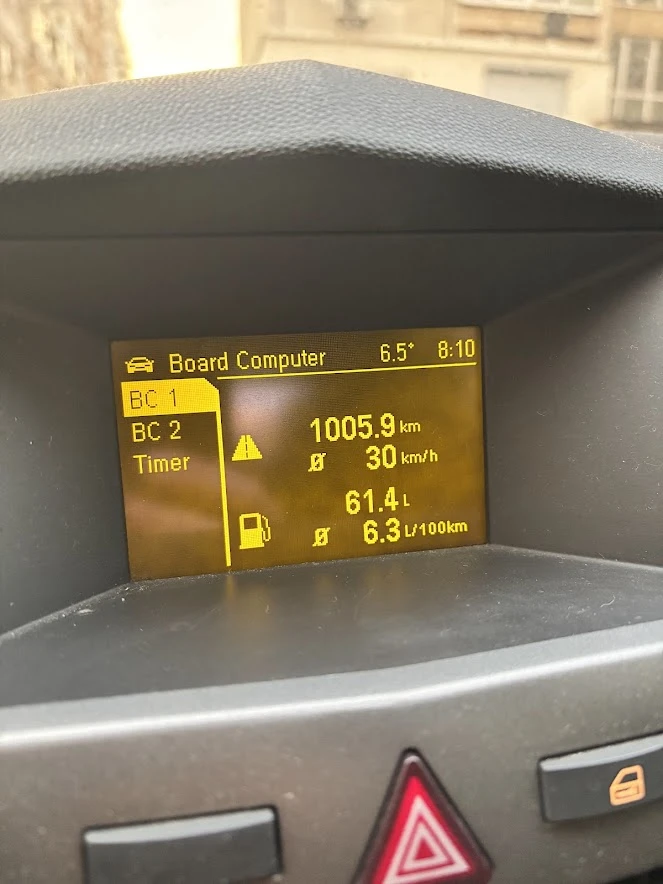 Board Computer 6.5° 8:10
BC 1
BC 2
Timer
1005.9 km
Ø 30 km/h
61.4 L
Ø 6.3 L/100km